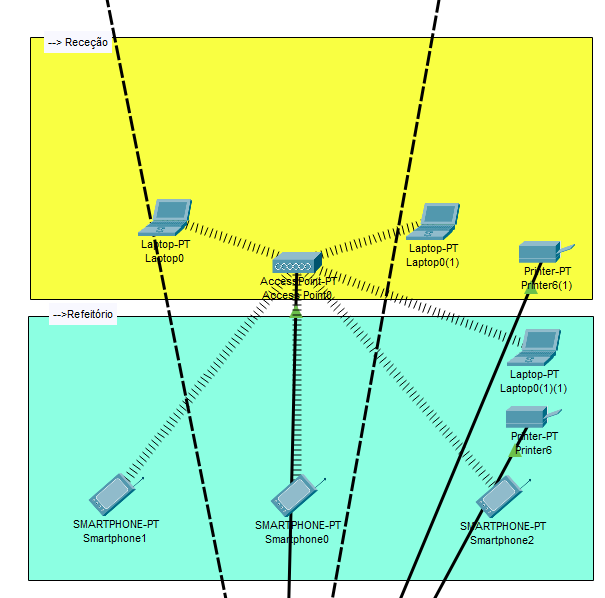 --> Receção
Laptop-PT
Laptop0
Laptop-PT
Laptop0(1)
AccessPoint-PT
Access Point0
Printer-PT
Printer6(1)
-->Refeitório
Laptop-PT
Laptop0(1)(1)
Printer-PT
Printer6
SMARTPHONE-PT
Smartphone1
SMARTPHONE-PT
Smartphone0
SMARTPHONE-PT
Smartphone2